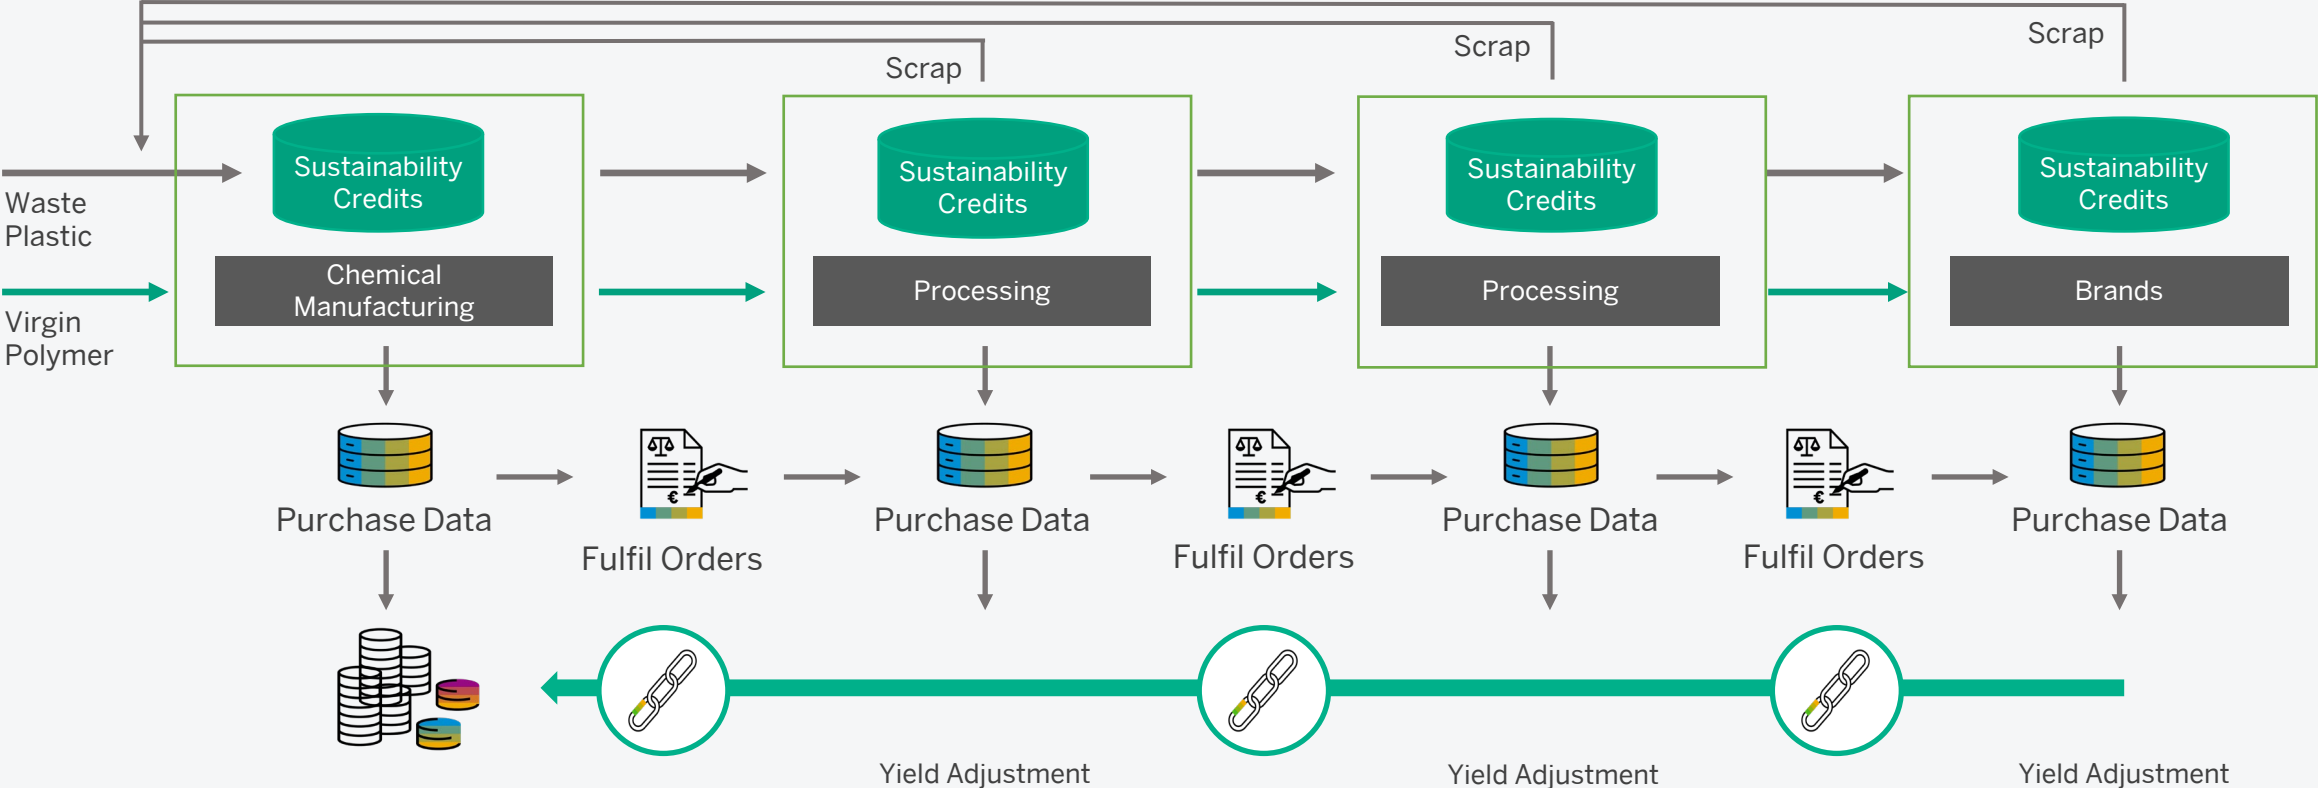 Scrap
Scrap
Scrap
Waste
Plastic
Virgin
Polymer
Sustainability
Credits
Chemical
Manufacturing
Sustainability
Credits
Processing
Sustainability
Credits
Processing
Sustainability
Credits
Brands
Purchase Data
Fulfil Orders
Purchase Data
Fulfil Orders
Purchase Data
Fulfil Orders
Purchase Data
€
€
€
Yield Adjustment
Yield Adjustment
Yield Adjustment